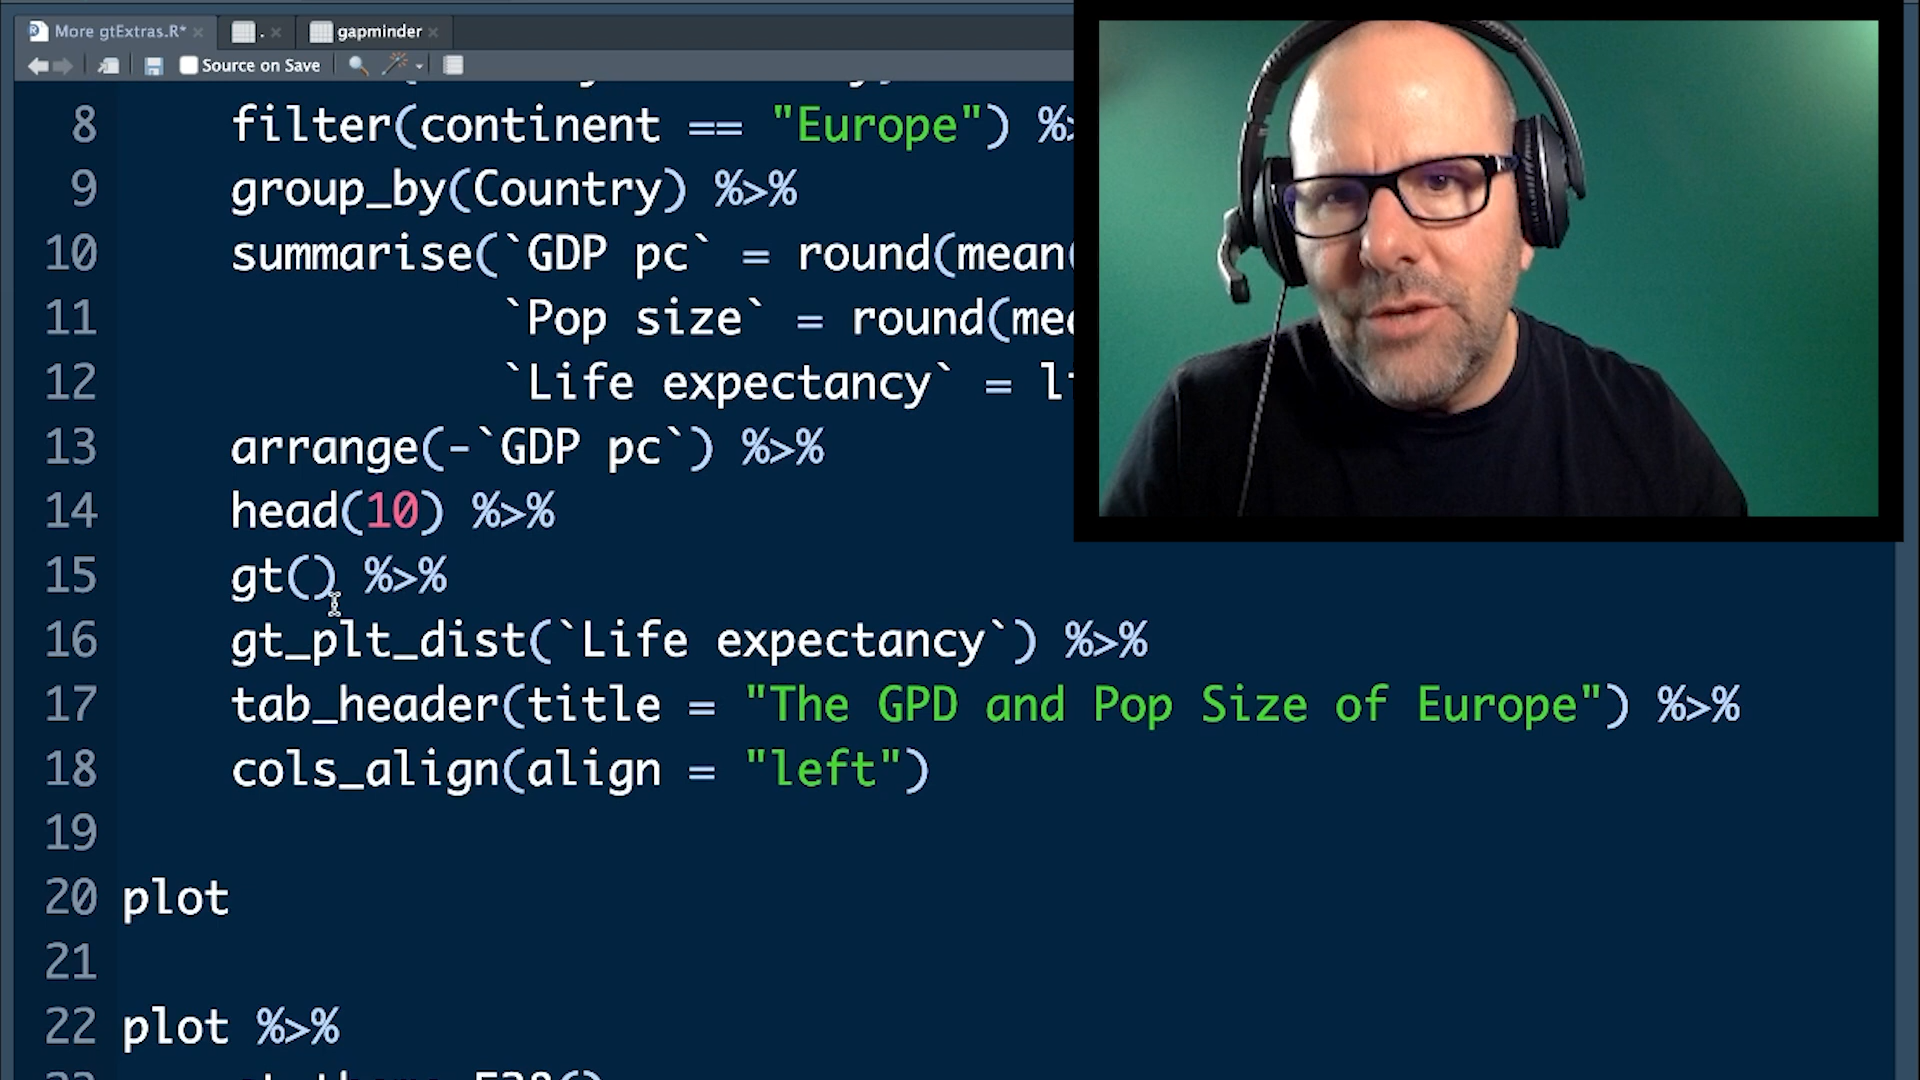 More gtExtras.R* × . × gapminder ×
Source on Save
8 filter(continent == "Europe") %>
9 group_by(Country) %>%
10 summarise(`GDP pc` = round(mean(
11 `Pop size` = round(me
12 `Life expectancy` = li
13 arrange(-`GDP pc`) %>%
14 head(10) %>%
15 gt() %>%
16 gt_plt_dist(`Life expectancy`) %>%
17 tab_header(title = "The GPD and Pop Size of Europe") %>%
18 cols_align(align = "left")
19
20 plot
21
22 plot %>%